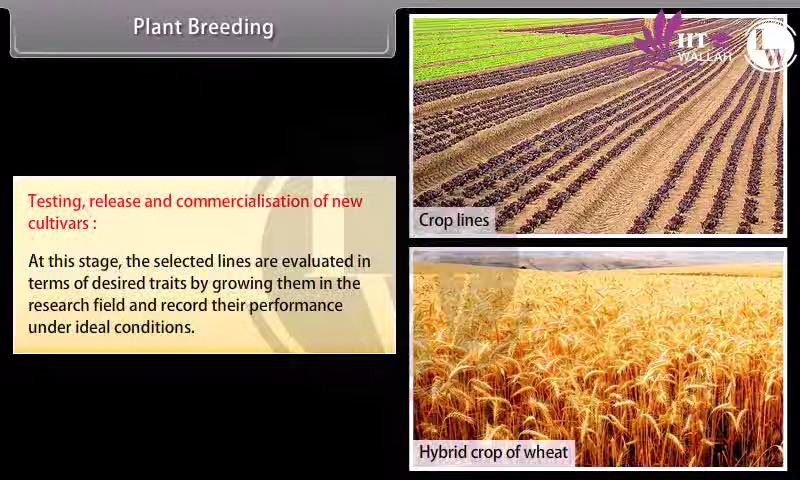 Plant Breeding
HT
WALLAH
LW
Crop lines
Testing, release and commercialisation of new
cultivars :
At this stage, the selected lines are evaluated in
terms of desired traits by growing them in the
research field and record their performance
under ideal conditions.
Hybrid crop of wheat